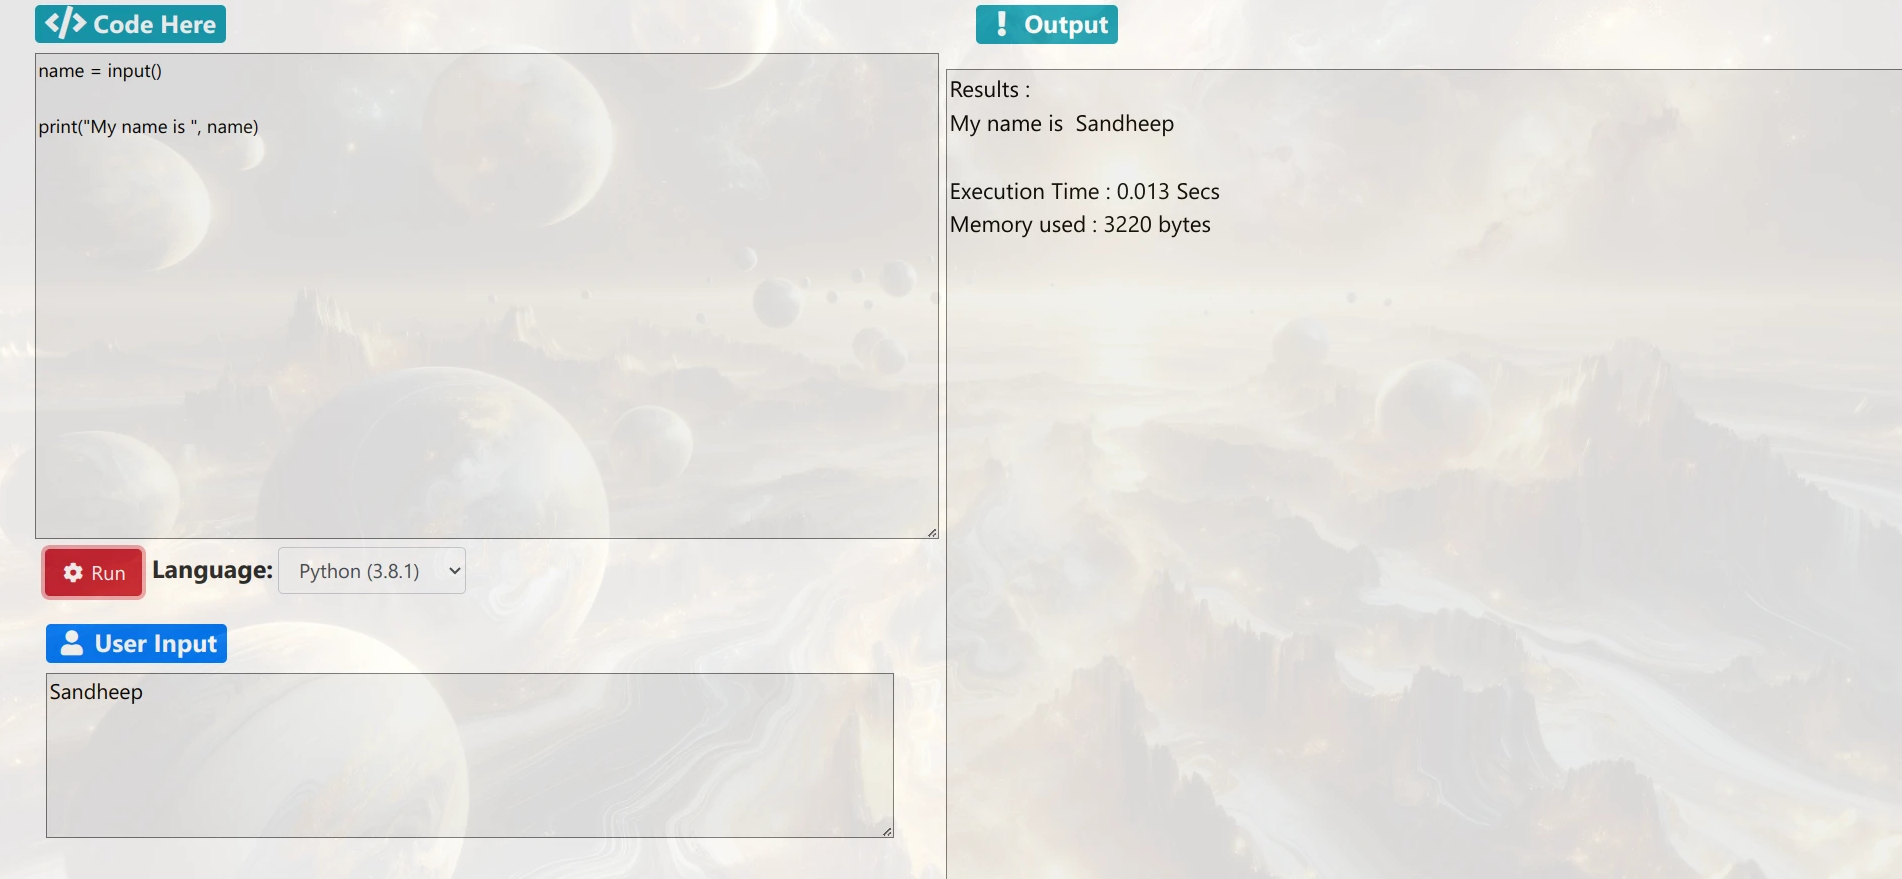 Code Here
name = input()
print("My name is ", name)
Run
Language:
Python (3.8.1)
User Input
Sandheep
Output
Results :
My name is  Sandheep
Execution Time : 0.013 Secs
Memory used : 3220 bytes